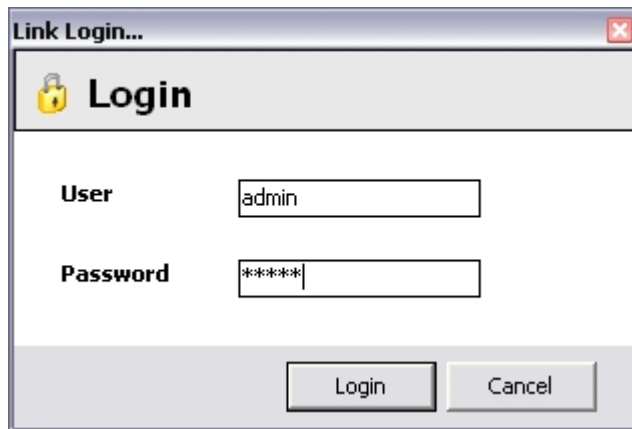 Link Login...
Login
User
admin
Password
*****
Login Cancel